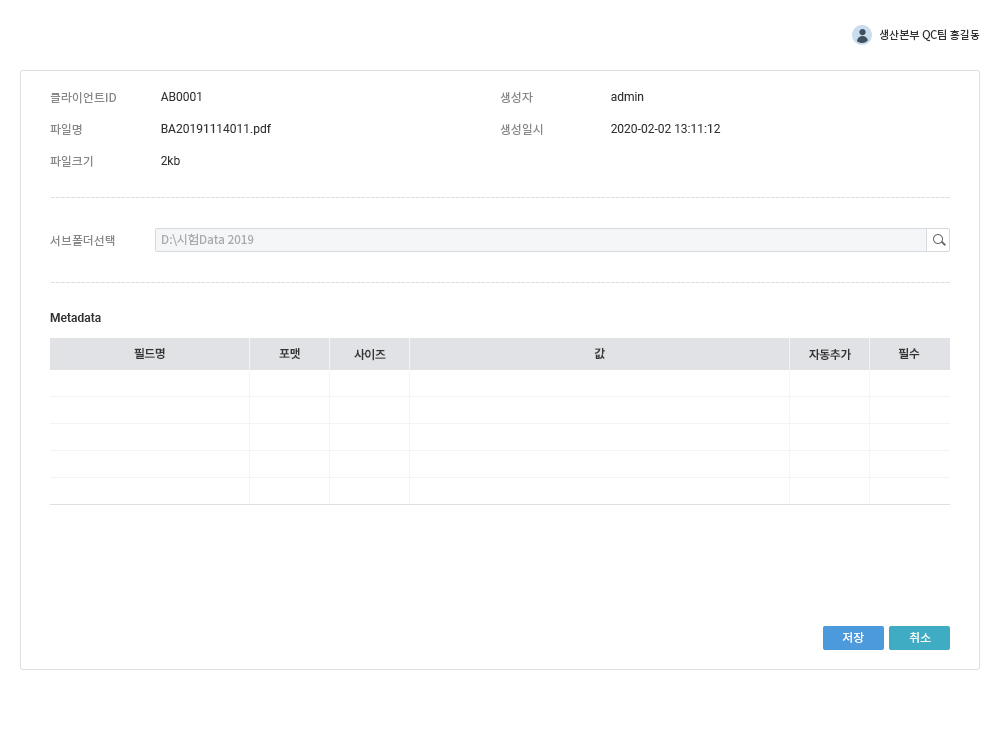 생산본부 QC팀 홍길동
클라이언트ID AB0001 생성자 admin
파일명 BA20191114011.pdf 생성일시 2020-02-02 13:11:12
파일크기 2kb
서브폴더선택 D:\시험Data 2019
Metadata
필드명 포맷 사이즈 값 자동추가 필수
저장 취소